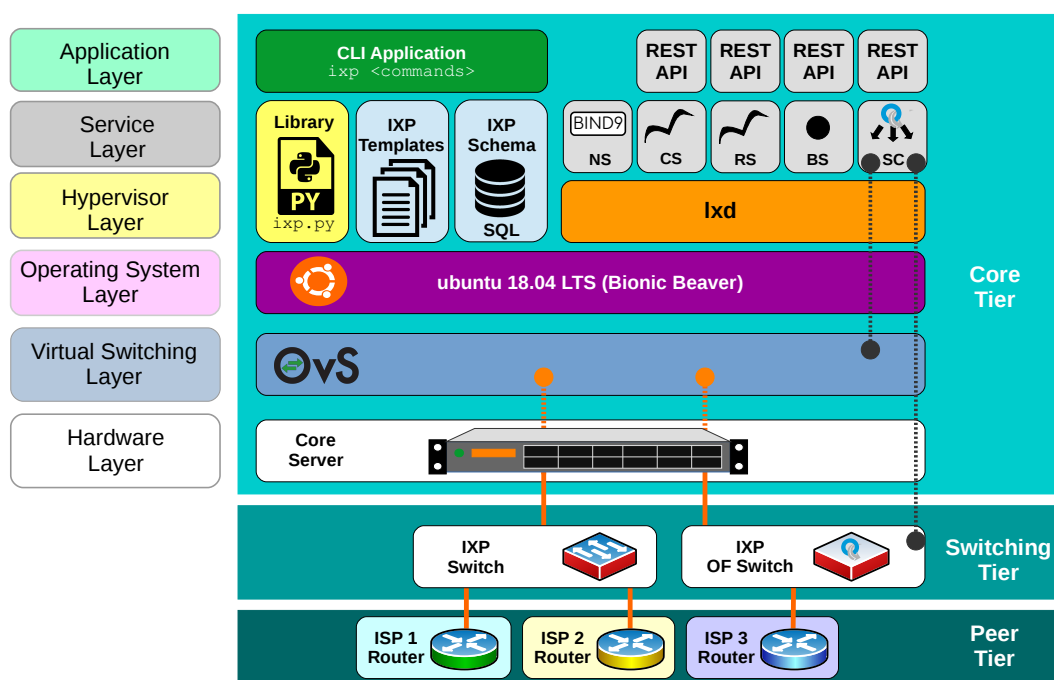 Application
Layer
Service
Layer
Hypervisor
Layer
Operating System
Layer
Virtual Switching
Layer
Hardware
Layer
CLI Application
ixp <commands>
REST
API
REST
API
REST
API
REST
API
Library
PY
ixp.py
IXP
Templates
IXP
Schema
SQL
BIND9
NS
CS
RS
BS
SC
lxd
ubuntu 18.04 LTS (Bionic Beaver)
Core
Tier
OvS
Core
Server
IXP
Switch
IXP
OF Switch
Switching
Tier
ISP 1
Router
ISP 2
Router
ISP 3
Router
Peer
Tier